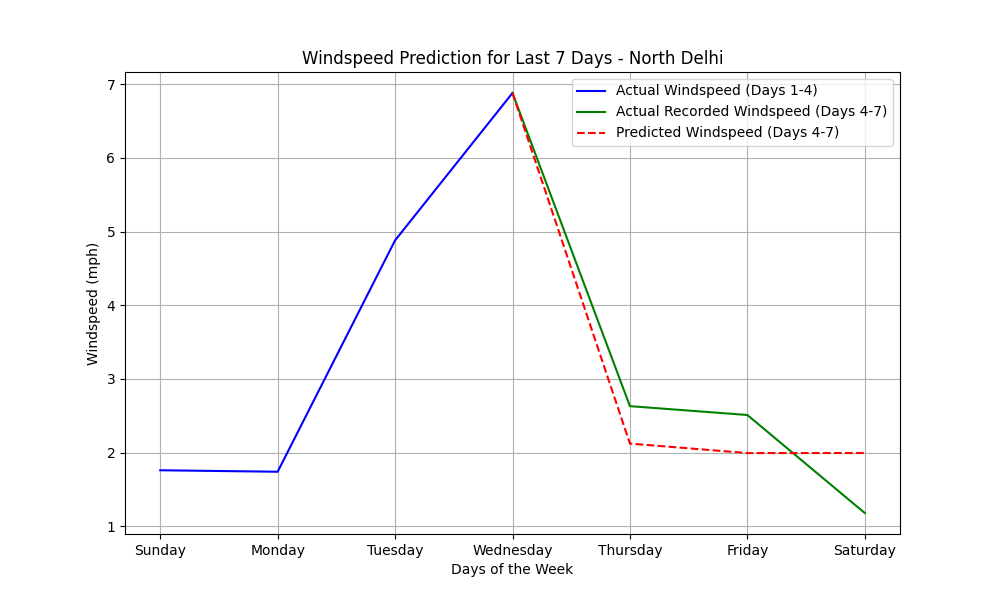 Windspeed Prediction for Last 7 Days - North Delhi
Actual Windspeed (Days 1-4)
Actual Recorded Windspeed (Days 4-7)
Predicted Windspeed (Days 4-7)
Windspeed (mph)
7
6
5
4
3
2
1
Sunday Monday Tuesday Wednesday Thursday Friday Saturday
Days of the Week